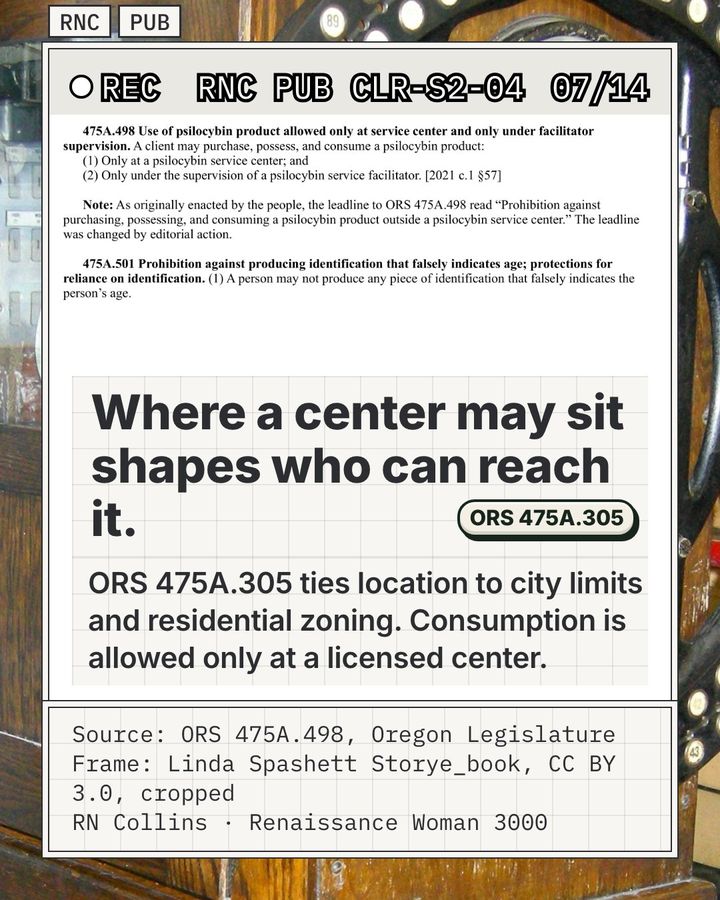 RNC PUB
REC RNC PUB CLR-S2-04 07/14
475A.498 Use of psilocybin product allowed only at service center and only under facilitator
supervision. A client may purchase, possess, and consume a psilocybin product:
(1) Only at a psilocybin service center; and
(2) Only under the supervision of a psilocybin service facilitator. [2021 c.1 §57]
Note: As originally enacted by the people, the leadline to ORS 475A.498 read “Prohibition against
purchasing, possessing, and consuming a psilocybin product outside a psilocybin service center.” The leadline
was changed by editorial action.
475A.501 Prohibition against producing identification that falsely indicates age; protections for
reliance on identification. (1) A person may not produce any piece of identification that falsely indicates the
person’s age.
Where a center may sit
shapes who can reach
it.
ORS 475A.305
ORS 475A.305 ties location to city limits
and residential zoning. Consumption is
allowed only at a licensed center.
Source: ORS 475A.498, Oregon Legislature
Frame: Linda Spashett Storye_book, CC BY
3.0, cropped
RN Collins · Renaissance Woman 3000
89
43